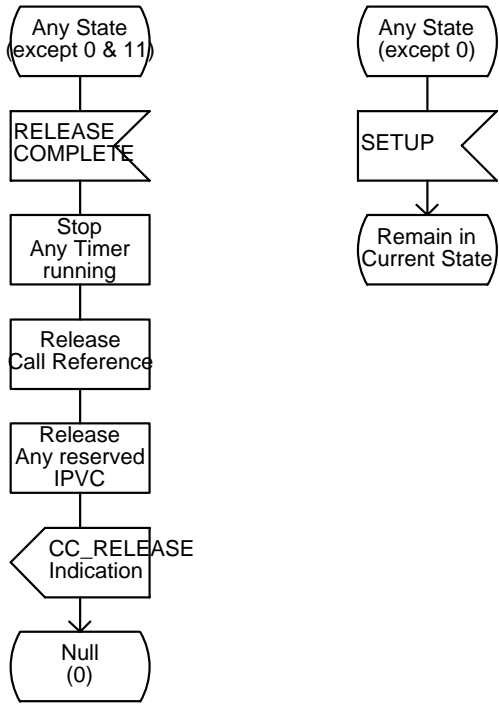 Any State
(except 0 & 11)
RELEASE
COMPLETE
Stop
Any Timer
running
Release
Call Reference
Release
Any reserved
IPVC
CC_RELEASE
Indication
Null
(0)
Any State
(except 0)
SETUP
Remain in
Current State